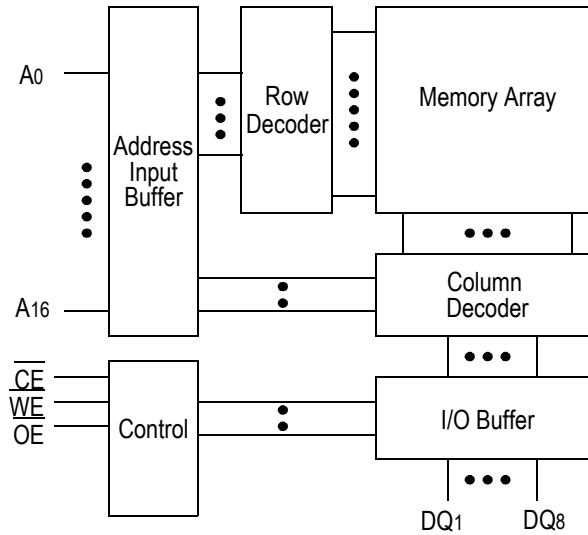 A0
A16
Address
Input
Buffer
Row
Decoder
Memory Array
Column
Decoder
CE
WE
OE
Control
I/O Buffer
DQ1
DQ8